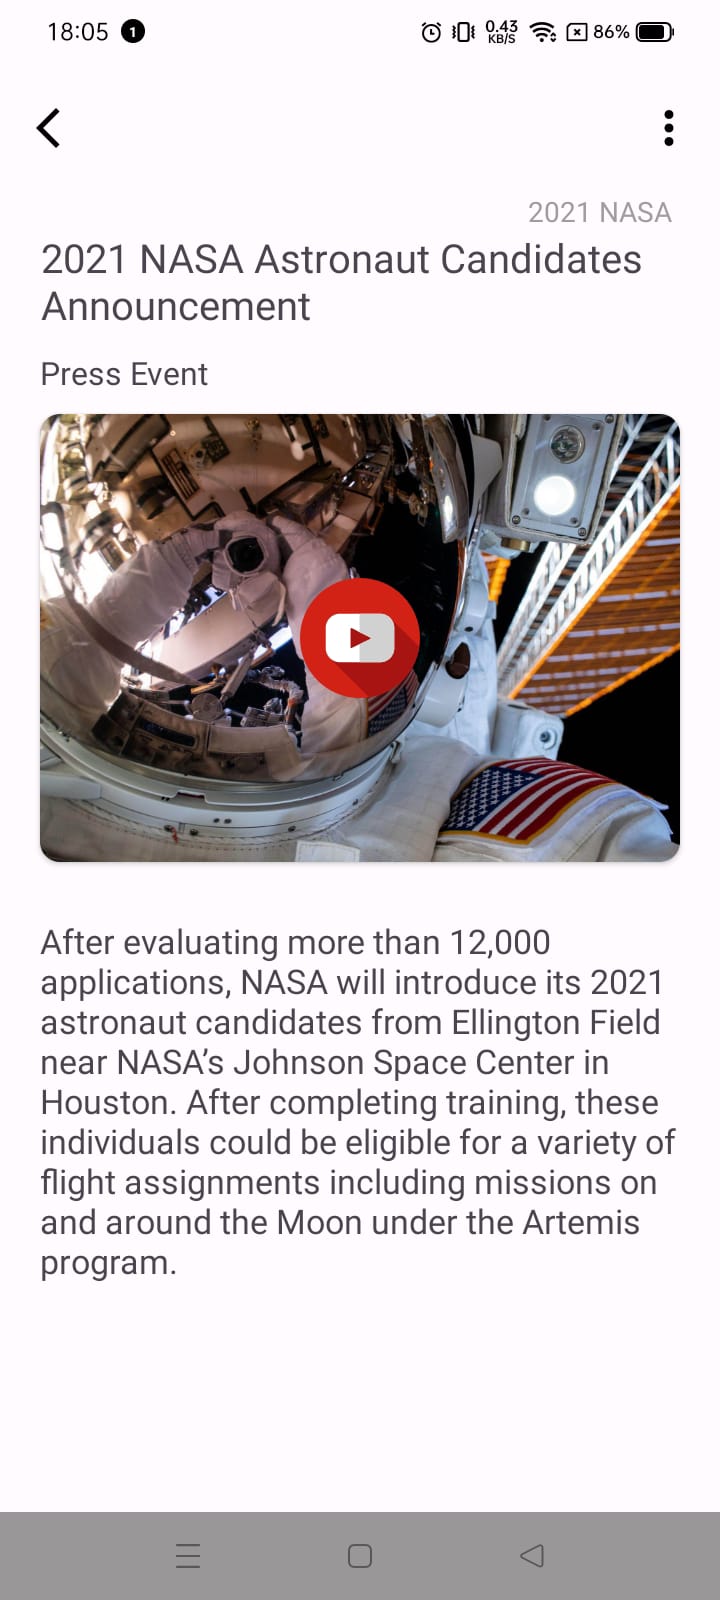 18:05 1 0.43 KB/S 86%
2021 NASA
2021 NASA Astronaut Candidates
Announcement
Press Event
After evaluating more than 12,000
applications, NASA will introduce its 2021
astronaut candidates from Ellington Field
near NASA’s Johnson Space Center in
Houston. After completing training, these
individuals could be eligible for a variety of
flight assignments including missions on
and around the Moon under the Artemis
program.